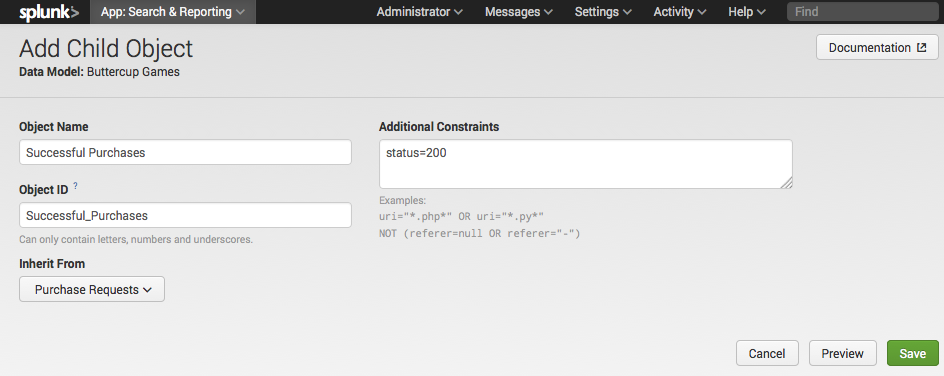 splunk> App: Search & Reporting Administrator Messages Settings Activity Help Find
Add Child Object
Data Model: Buttercup Games
Documentation
Object Name
Successful Purchases
Object ID ?
Successful_Purchases
Can only contain letters, numbers and underscores.
Inherit From
Purchase Requests
Additional Constraints
status=200
Examples:
uri="*.php*" OR uri="*.py*"
NOT (referer=null OR referer="-")
Cancel Preview Save